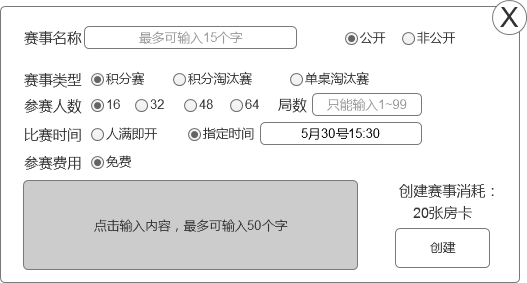 X
赛事名称 最多可输入15个字 公开 非公开
赛事类型 积分赛 积分淘汰赛 单桌淘汰赛
参赛人数 16 32 48 64 局数 只能输入1~99
比赛时间 人满即开 指定时间 5月30号15:30
参赛费用 免费
点击输入内容，最多可输入50个字
创建赛事消耗：
20张房卡
创建